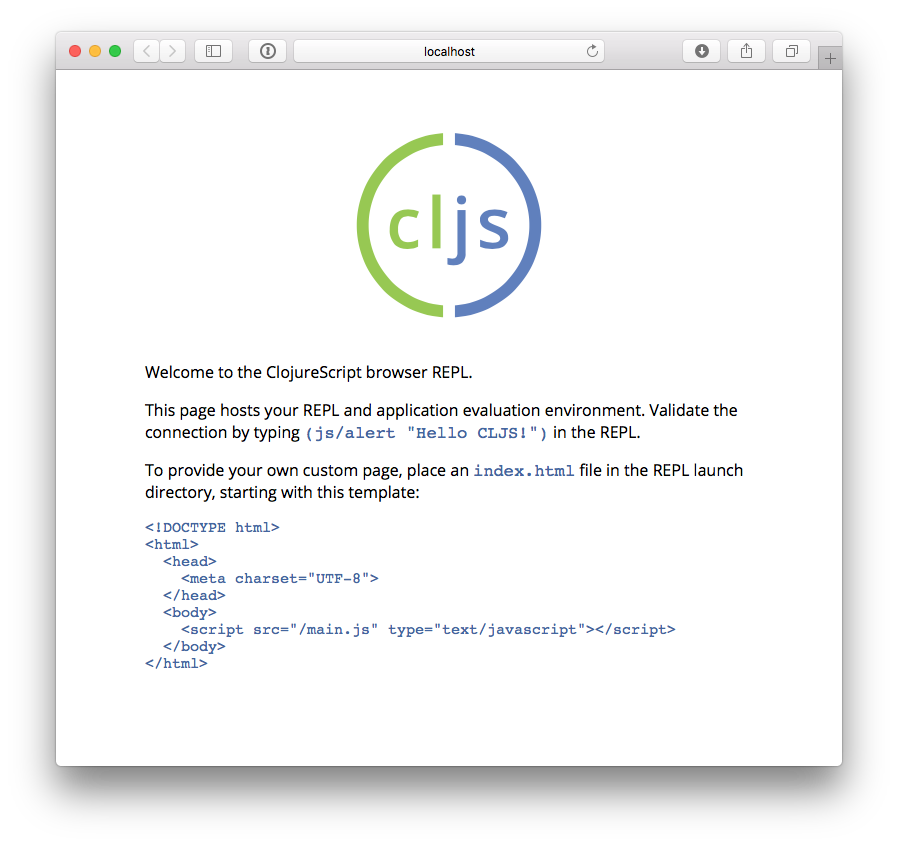 localhost
cljs
Welcome to the ClojureScript browser REPL.
This page hosts your REPL and application evaluation environment. Validate the
connection by typing (js/alert "Hello CLJS!") in the REPL.
To provide your own custom page, place an index.html file in the REPL launch
directory, starting with this template:
<!DOCTYPE html>
<html>
  <head>
    <meta charset="UTF-8">
  </head>
  <body>
    <script src="/main.js" type="text/javascript"></script>
  </body>
</html>